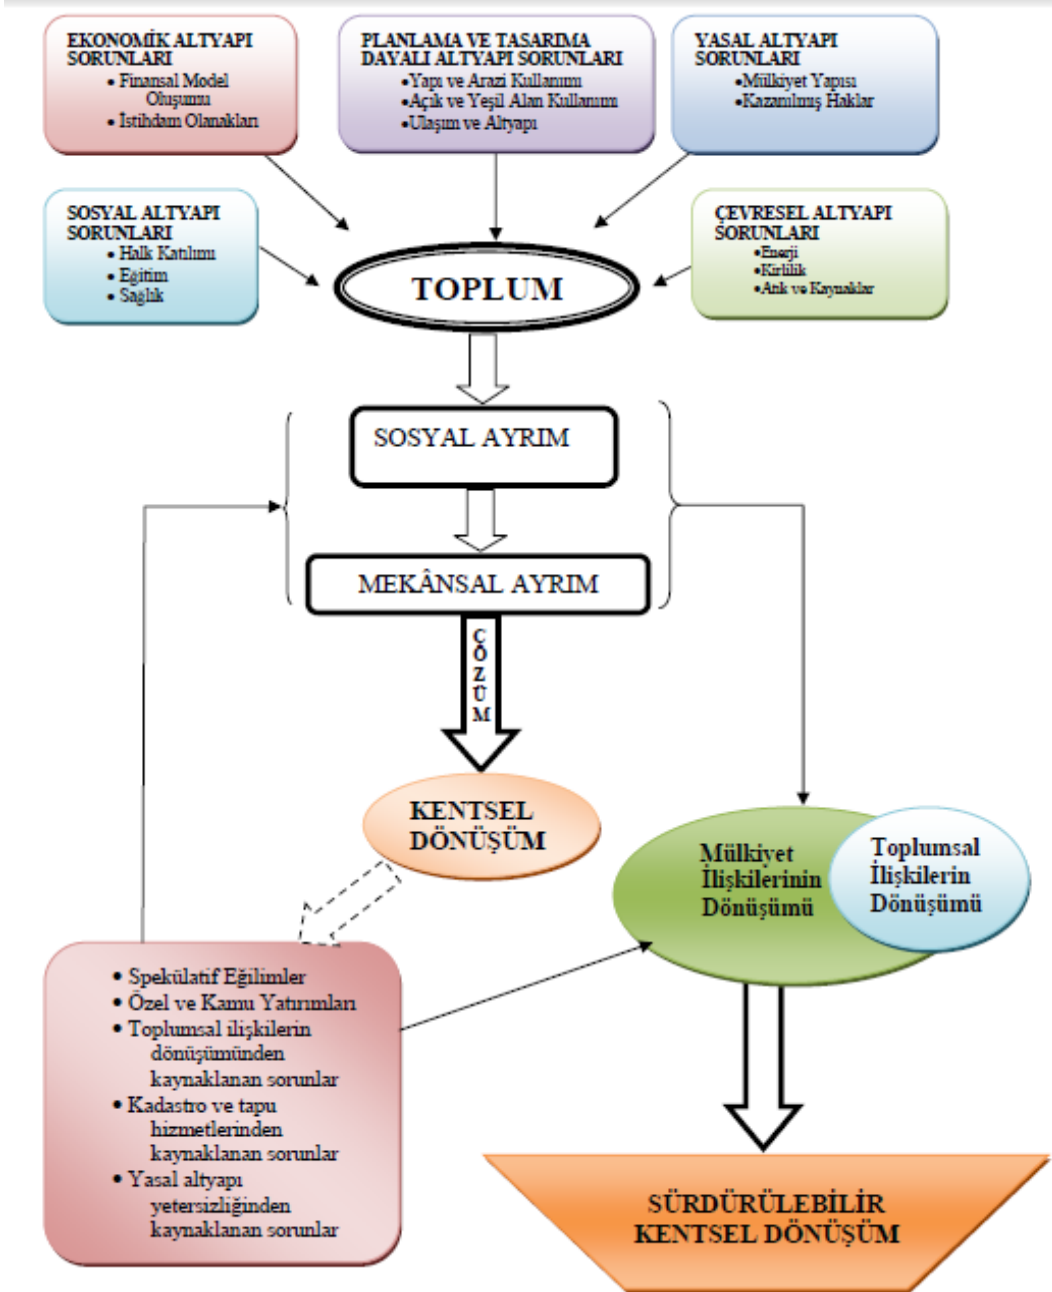 EKONOMİK ALTYAPI
SORUNLARI
• Finansal Model
Oluşumu
• İstihdam Olanakları
PLANLAMA VE TASARIMA
DAYALI ALTYAPI SORUNLARI
•Yapı ve Arazi Kullanımı
•Açık ve Yeşil Alan Kullanımı
•Ulaşım ve Altyapı
YASAL ALTYAPI
SORUNLARI
•Mülkiyet Yapısı
•Kazanılmış Haklar
SOSYAL ALTYAPI
SORUNLARI
• Halk Katılımı
• Eğitim
• Sağlık
ÇEVRESEL ALTYAPI
SORUNLARI
•Enerji
•Kirlilik
•Atık ve Kaynaklar
TOPLUM
SOSYAL AYRIM
MEKÂNSAL AYRIM
ÇÖZÜM
KENTSEL
DÖNÜŞÜM
Mülkiyet
İlişkilerinin
Dönüşümü
Toplumsal
İlişkilerin
Dönüşümü
• Spekülatif Eğilimler
• Özel ve Kamu Yatırımları
• Toplumsal ilişkilerin
dönüşümünden
kaynaklanan sorunlar
• Kadastro ve tapu
hizmetlerinden
kaynaklanan sorunlar
• Yasal altyapı
yetersizliğinden
kaynaklanan sorunlar
SÜRDÜRÜLEBİLİR
KENTSEL DÖNÜŞÜM